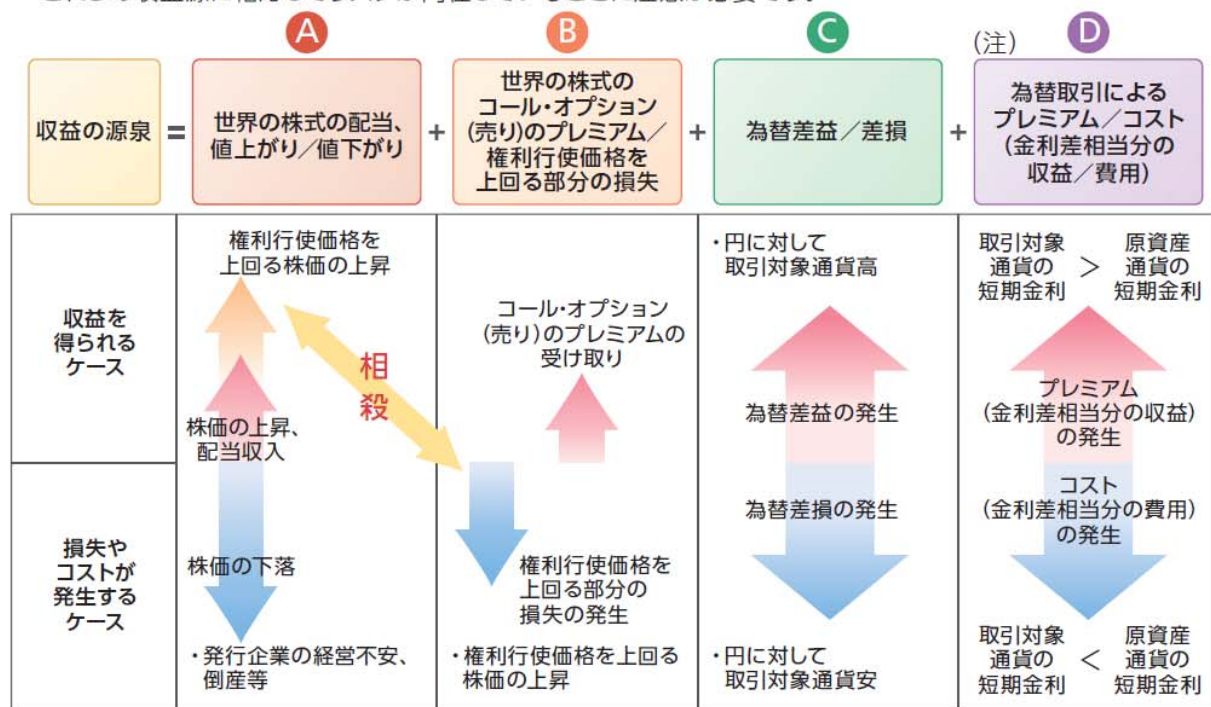 A
B
C
(注)
D
収益の源泉
=
世界の株式の配当、
値上がり/値下がり
+
世界の株式の
コール・オプション
(売り)のプレミアム/
権利行使価格を
上回る部分の損失
+
為替差益/差損
+
為替取引による
プレミアム/コスト
(金利差相当分の
収益/費用)
収益を
得られる
ケース
権利行使価格を
上回る株価の上昇
相殺
株価の上昇、
配当収入
コール・オプション
(売り)のプレミアムの
受け取り
・円に対して
取引対象通貨高
為替差益の発生
取引対象
通貨の
短期金利
>
原資産
通貨の
短期金利
プレミアム
(金利差相当分の収益)
の発生
損失や
コストが
発生する
ケース
株価の下落
・発行企業の経営不安、
倒産等
権利行使価格を
上回る部分の
損失の発生
・権利行使価格を上回る
株価の上昇
為替差損の発生
・円に対して
取引対象通貨安
コスト
(金利差相当分の費用)
の発生
取引対象
通貨の
短期金利
<
原資産
通貨の
短期金利